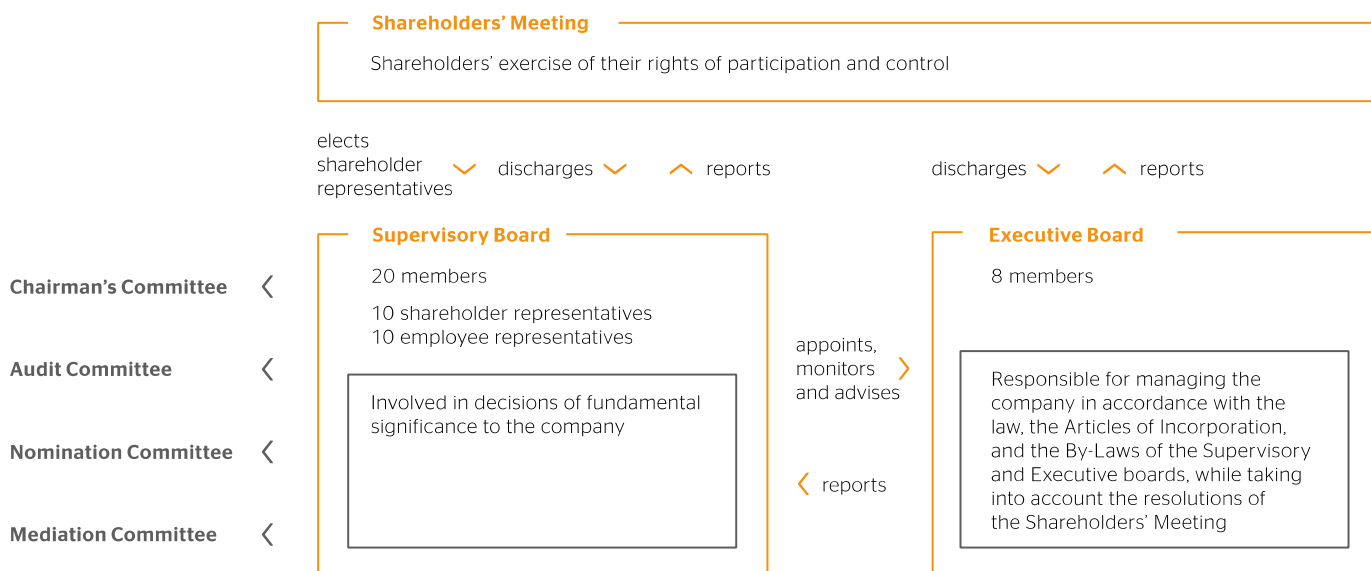 Shareholders’ Meeting
Shareholders’ exercise of their rights of participation and control
elects
shareholder
representatives
discharges
reports
discharges
reports
Chairman’s Committee
Audit Committee
Nomination Committee
Mediation Committee
Supervisory Board
20 members
10 shareholder representatives
10 employee representatives
Involved in decisions of fundamental
significance to the company
appoints,
monitors
and advises
reports
Executive Board
8 members
Responsible for managing the
company in accordance with the
law, the Articles of Incorporation,
and the By-Laws of the Supervisory
and Executive boards, while taking
into account the resolutions of
the Shareholders’ Meeting